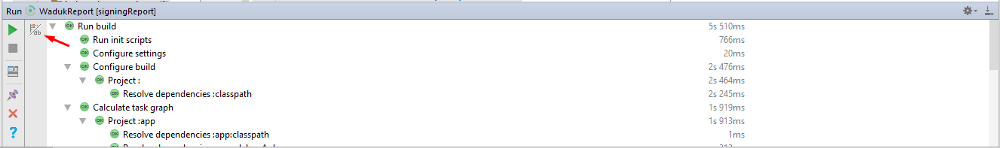 Run WadukReport [signingReport]
Run build 5s 510ms
Run init scripts 766ms
Configure settings 20ms
Configure build 2s 476ms
Project : 2s 464ms
Resolve dependencies :classpath 2s 245ms
Calculate task graph 1s 919ms
Project :app 1s 913ms
Resolve dependencies :app:classpath 1ms